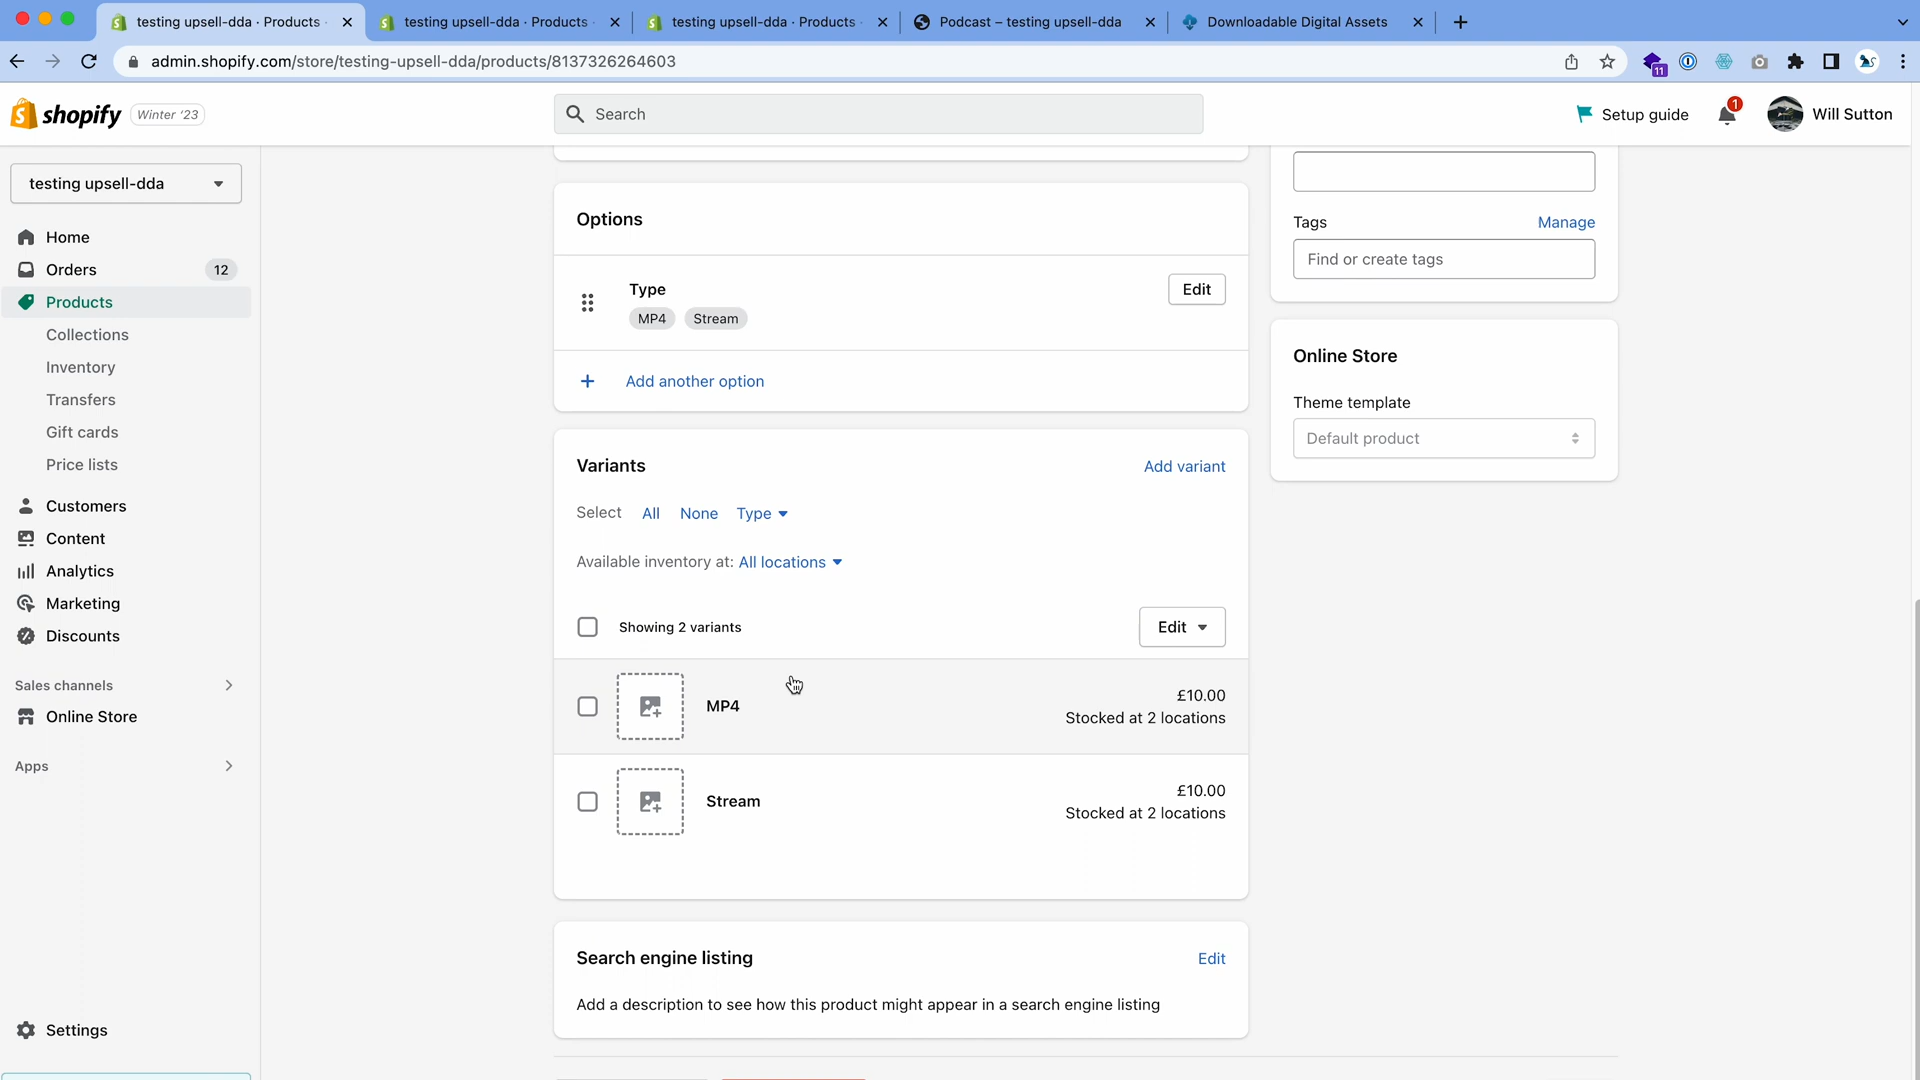 testing upsell-dda · Products ·
testing upsell-dda · Products ·
testing upsell-dda · Products ·
Podcast – testing upsell-dda
Downloadable Digital Assets
admin.shopify.com/store/testing-upsell-dda/products/8137326264603
11
shopify
Winter '23
Search
Setup guide
1
Will Sutton
testing upsell-dda
Home
Orders
12
Products
Collections
Inventory
Transfers
Gift cards
Price lists
Customers
Content
Analytics
Marketing
Discounts
Sales channels
Online Store
Apps
Settings
Options
Type
Edit
MP4
Stream
Add another option
Variants
Add variant
Select
All
None
Type
Available inventory at: All locations
Showing 2 variants
Edit
MP4
£10.00
Stocked at 2 locations
Stream
£10.00
Stocked at 2 locations
Search engine listing
Edit
Add a description to see how this product might appear in a search engine listing
Tags
Manage
Find or create tags
Online Store
Theme template
Default product